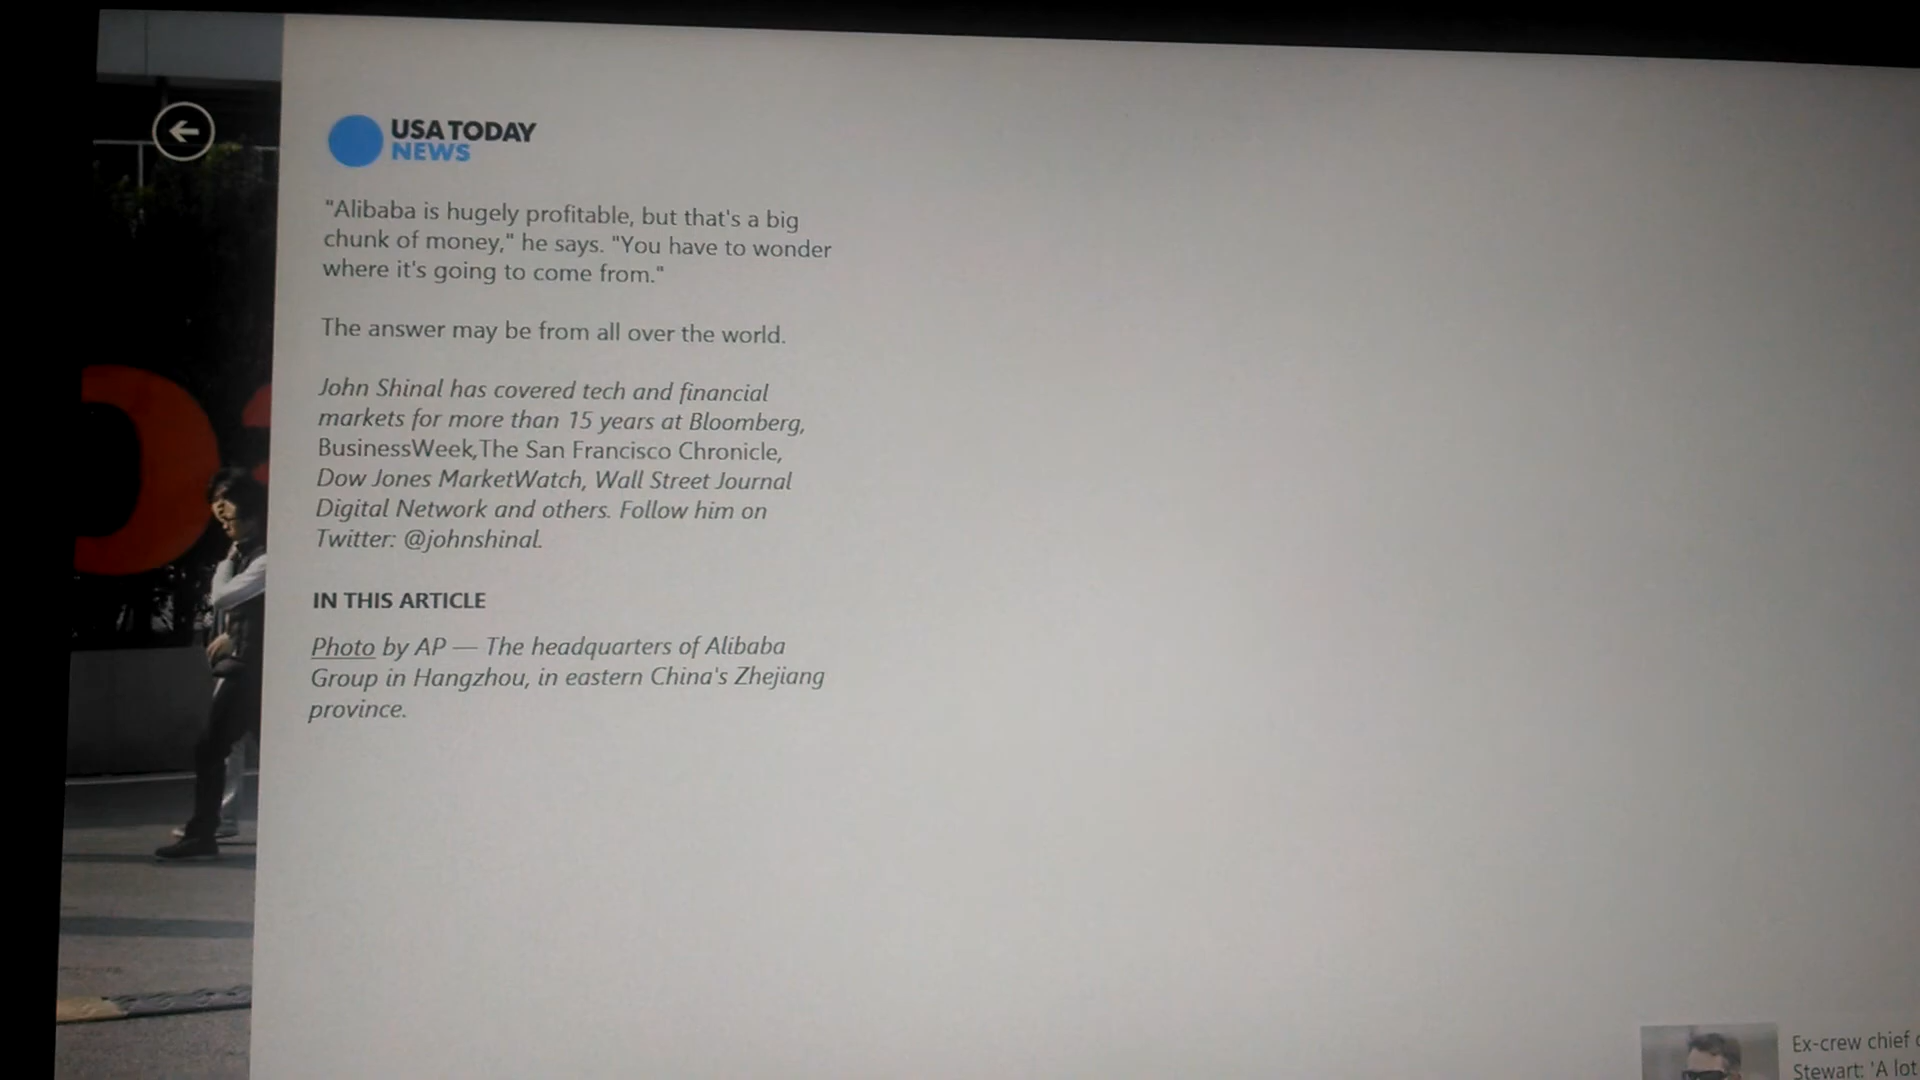 USA TODAY
NEWS
"Alibaba is hugely profitable, but that's a big
chunk of money," he says. "You have to wonder
where it's going to come from."
The answer may be from all over the world.
John Shinal has covered tech and financial
markets for more than 15 years at Bloomberg,
BusinessWeek,The San Francisco Chronicle,
Dow Jones MarketWatch, Wall Street Journal
Digital Network and others. Follow him on
Twitter: @johnshinal.
IN THIS ARTICLE
Photo by AP — The headquarters of Alibaba
Group in Hangzhou, in eastern China's Zhejiang
province.
Ex-crew chief
Stewart: 'A lot